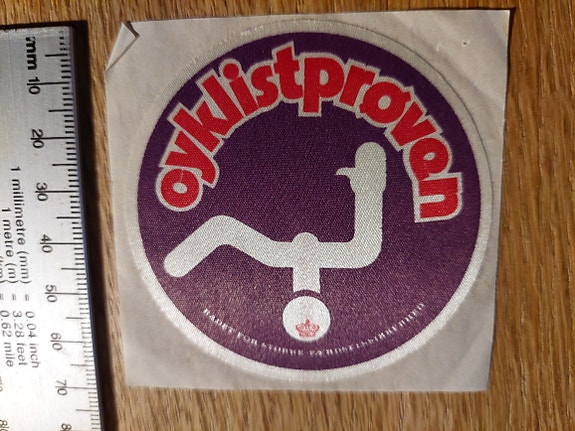 cyklistprøven
RÅDET FOR STØRRE FÆRDSELSSIKKERHED
mm 10 20 30 40 50 60 70
1 millimetre (mm) = 0.04 inch
1 metre (m) = 3.28 feet
= 0.62 mile